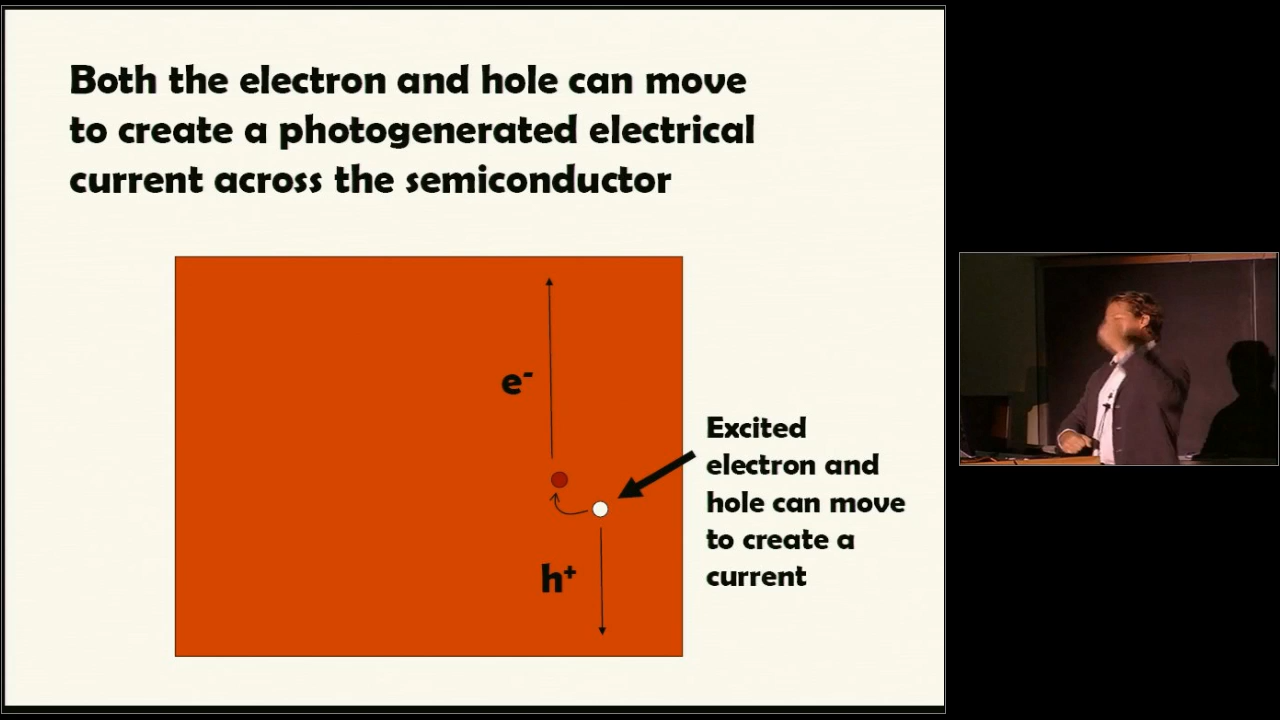 Both the electron and hole can move
to create a photogenerated electrical
current across the semiconductor
e⁻
Excited
electron and
hole can move
to create a
current
h⁺